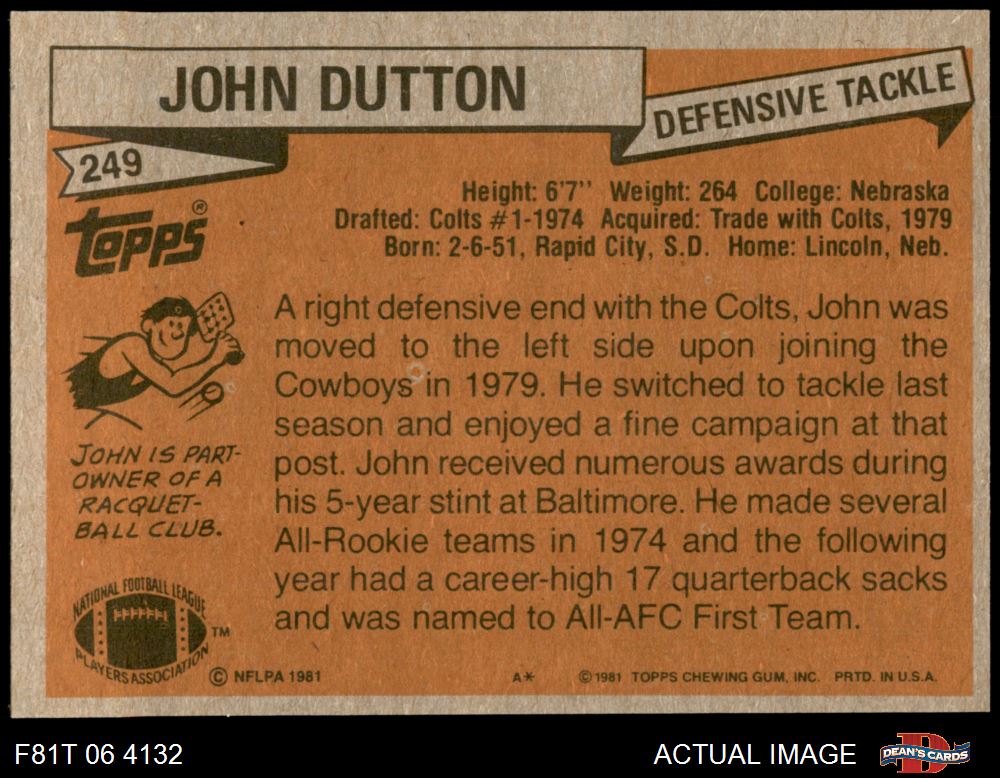 JOHN DUTTON
DEFENSIVE TACKLE
249
TOPPS®
Height: 6'7'' Weight: 264 College: Nebraska
Drafted: Colts #1-1974 Acquired: Trade with Colts, 1979
Born: 2-6-51, Rapid City, S.D. Home: Lincoln, Neb.
A right defensive end with the Colts, John was
moved to the left side upon joining the
Cowboys in 1979. He switched to tackle last
season and enjoyed a fine campaign at that
post. John received numerous awards during
his 5-year stint at Baltimore. He made several
All-Rookie teams in 1974 and the following
year had a career-high 17 quarterback sacks
and was named to All-AFC First Team.
JOHN IS PART-
OWNER OF A
RACQUET-
BALL CLUB.
NATIONAL FOOTBALL LEAGUE
PLAYERS ASSOCIATION
TM
© NFLPA 1981
A*
© 1981 TOPPS CHEWING GUM, INC. PRTD. IN U.S.A.
F81T 06 4132
ACTUAL IMAGE
D
DEAN'S CARDS